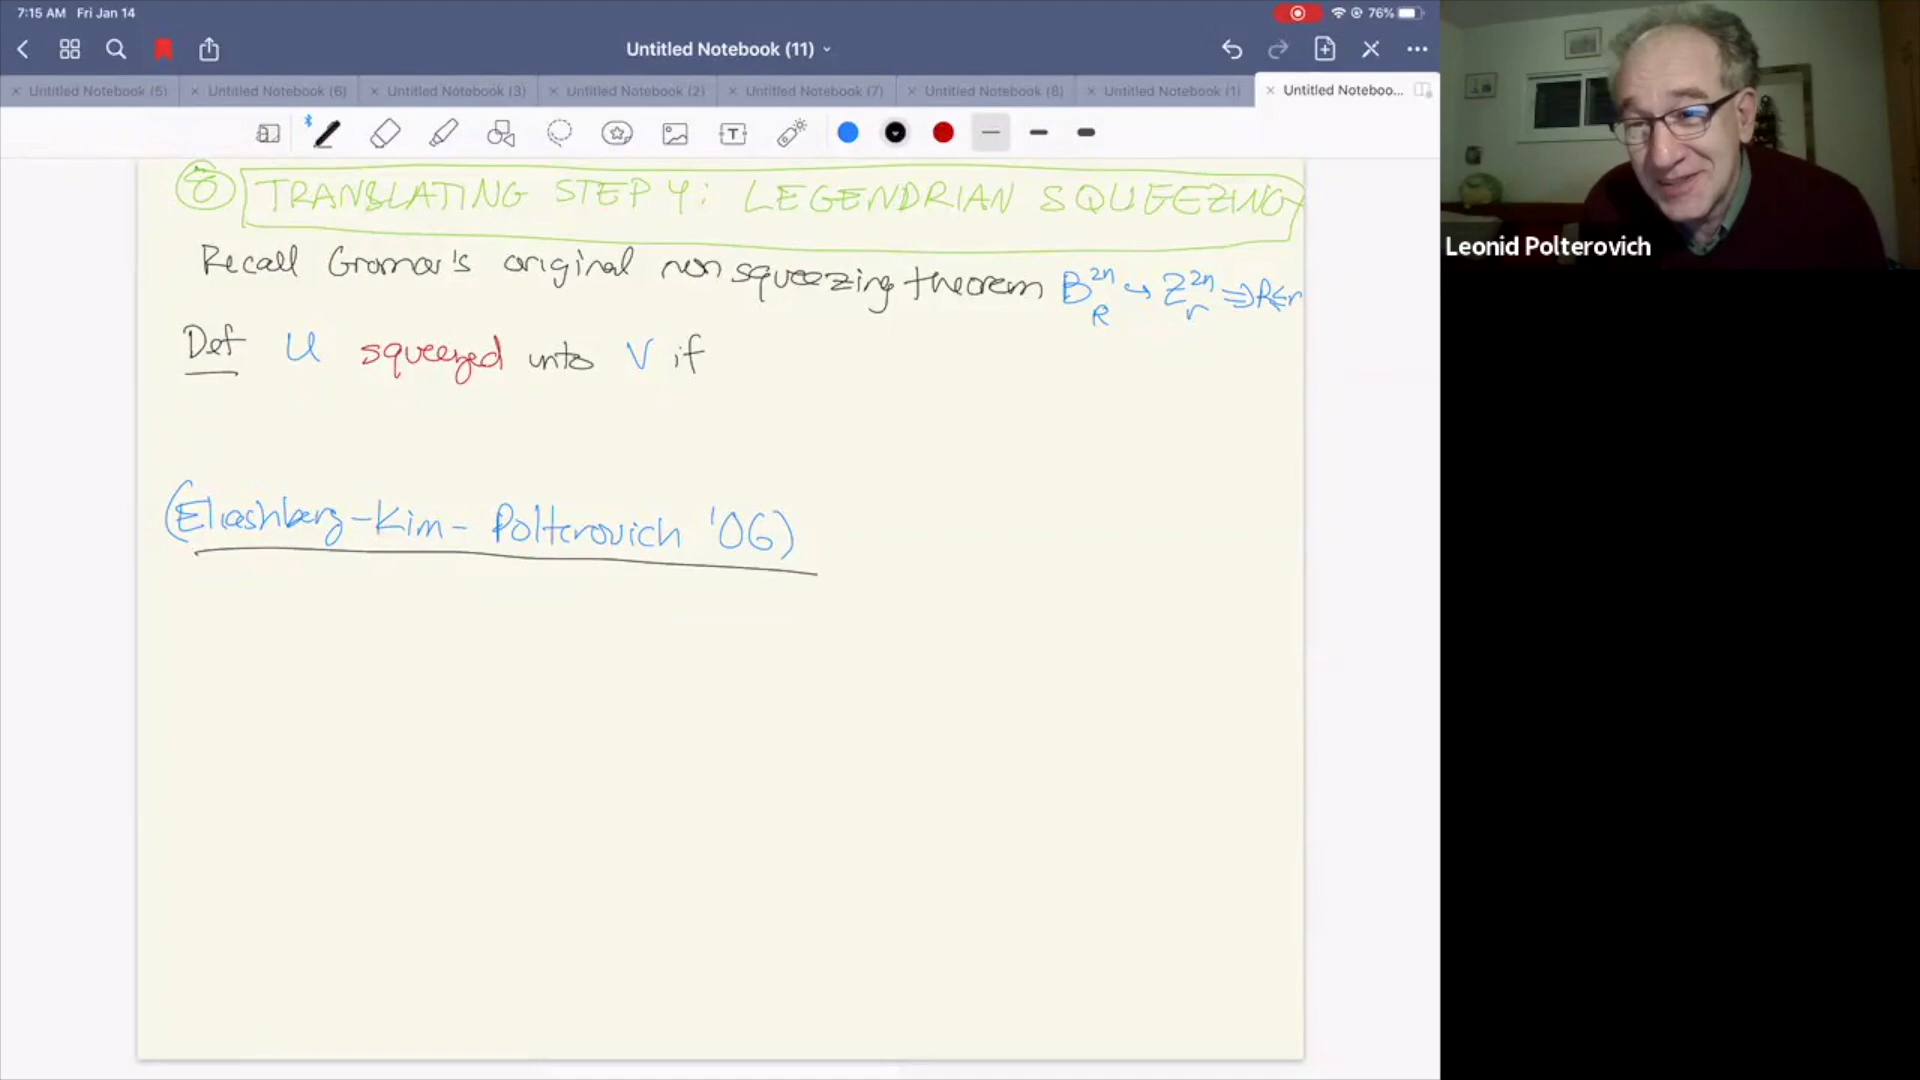 7:15 AM Fri Jan 14
76%
Untitled Notebook (11)
Untitled Notebook (5) Untitled Notebook (6) Untitled Notebook (3) Untitled Notebook (2) Untitled Notebook (7) Untitled Notebook (8) Untitled Notebook (1) Untitled Noteboo...
TRANSLATING STEP 4: LEGENDRIAN SQUEEZING
Recall Gromov's original non squeezing theorem B^{2n}_R ↪ Z^{2n}_r ⇒ R≤r
Def U squeezed into V if
(Eliashberg-Kim-Polterovich '06)
Leonid Polterovich